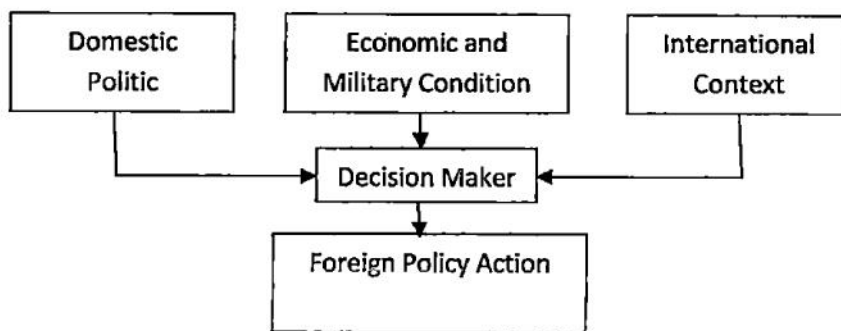 Domestic
Politic
Economic and
Military Condition
International
Context
Decision Maker
Foreign Policy Action